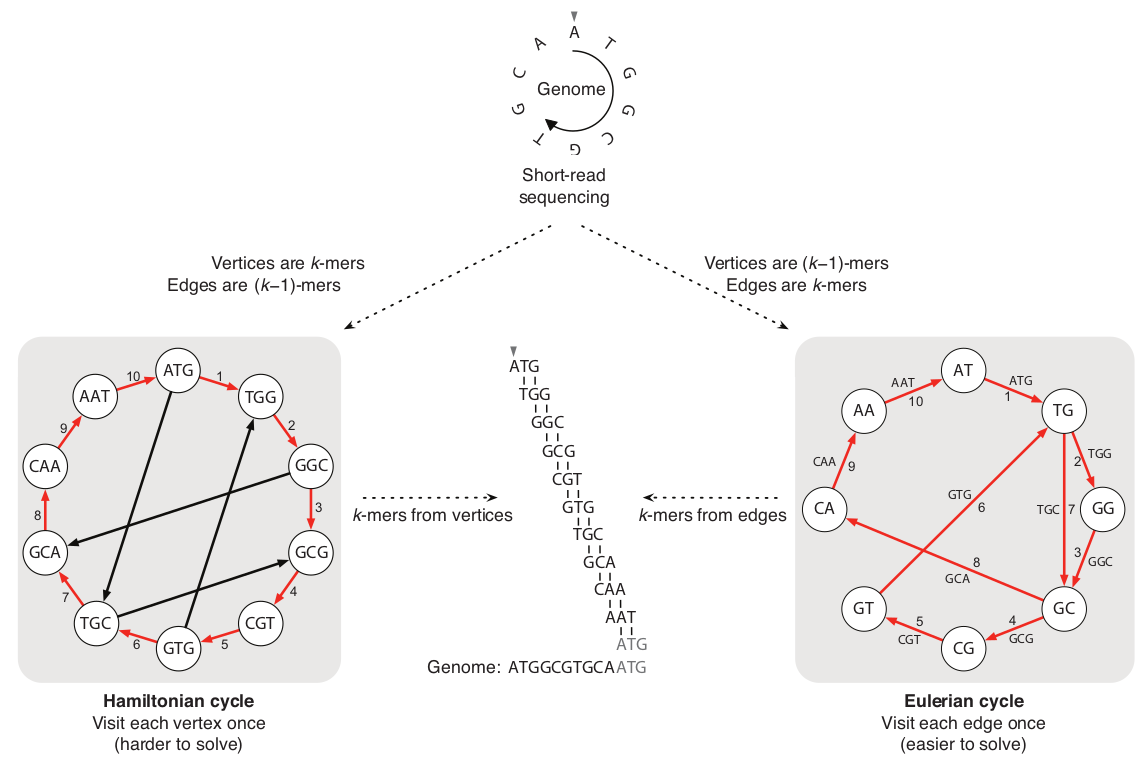 A T G G C G T G C A
Genome
Short-read
sequencing
Vertices are k-mers
Edges are (k−1)-mers
Vertices are (k−1)-mers
Edges are k-mers
ATG
TGG
GGC
GCG
CGT
GTG
TGC
GCA
CAA
AAT
1
2
3
4
5
6
7
8
9
10
Hamiltonian cycle
Visit each vertex once
(harder to solve)
k-mers from vertices
ATG
TGG
GGC
GCG
CGT
GTG
TGC
GCA
CAA
AAT
ATG
Genome: ATGGCGTGCAATG
k-mers from edges
AT
TG
GG
GC
CG
GT
CA
AA
ATG
1
TGG
2
GGC
3
GCG
4
CGT
5
GTG
6
TGC 7
GCA
8
CAA 9
AAT
10
Eulerian cycle
Visit each edge once
(easier to solve)